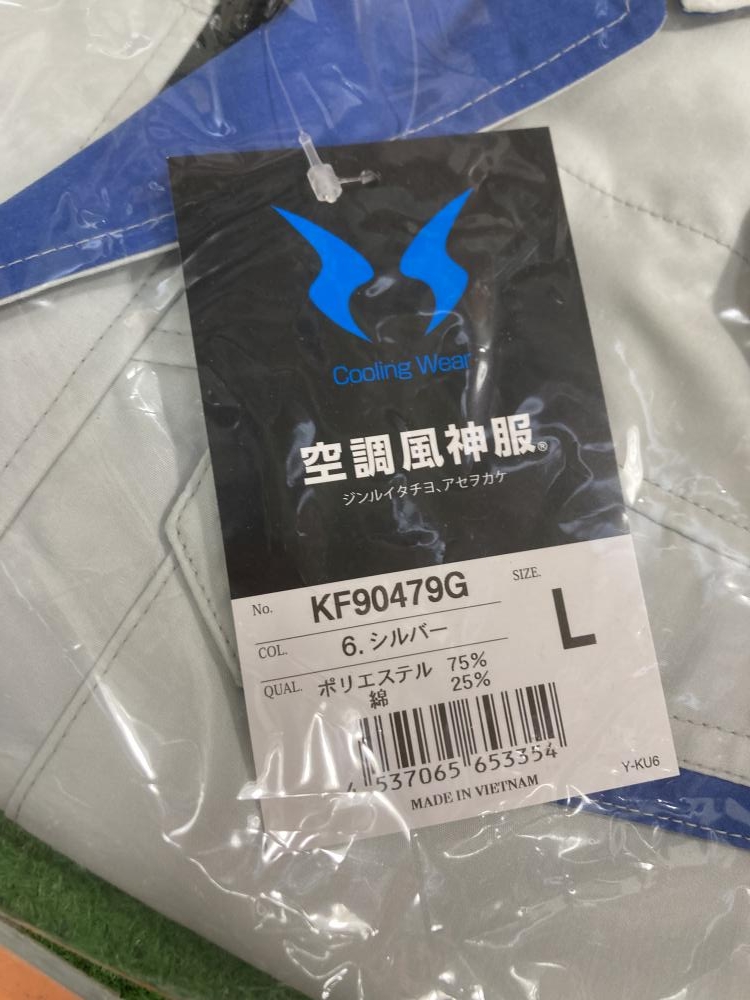 Cooling Wear
空調風神服®
ジンルイタチヨ、アセヲカケ
No. KF90479G
SIZE. L
COL. 6.シルバー
QUAL. ポリエステル 75%
綿 25%
4 537065 653354
MADE IN VIETNAM
Y-KU6